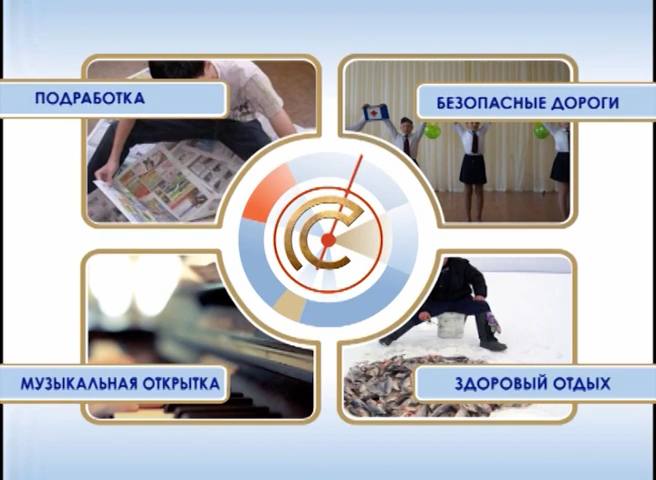 ПОДРАБОТКА
БЕЗОПАСНЫЕ ДОРОГИ
МУЗЫКАЛЬНАЯ ОТКРЫТКА
ЗДОРОВЫЙ ОТДЫХ